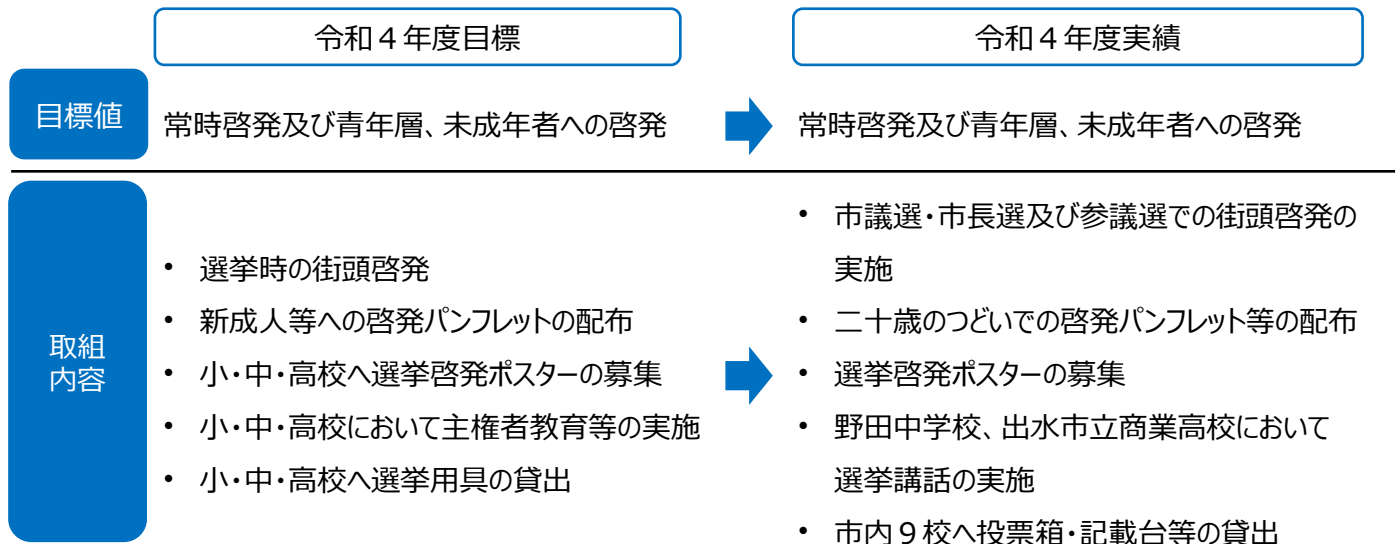 令和４年度目標
令和４年度実績
目標値
常時啓発及び青年層、未成年者への啓発
常時啓発及び青年層、未成年者への啓発
取組
内容
• 選挙時の街頭啓発
• 新成人等への啓発パンフレットの配布
• 小・中・高校へ選挙啓発ポスターの募集
• 小・中・高校において主権者教育等の実施
• 小・中・高校へ選挙用具の貸出
• 市議選・市長選及び参議選での街頭啓発の
実施
• 二十歳のつどいでの啓発パンフレット等の配布
• 選挙啓発ポスターの募集
• 野田中学校、出水市立商業高校において
選挙講話の実施
• 市内９校へ投票箱・記載台等の貸出